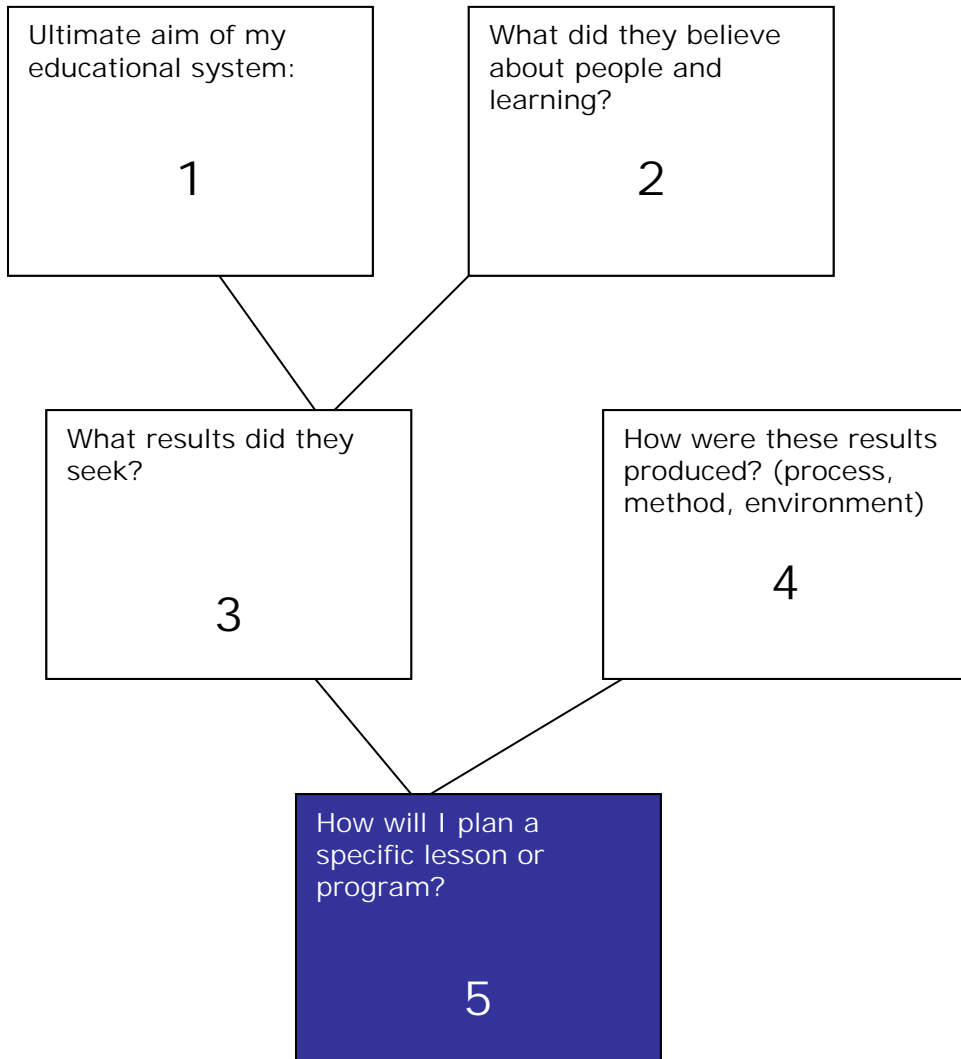 Ultimate aim of my
educational system:
1
What did they believe
about people and
learning?
2
What results did they
seek?
3
How were these results
produced? (process,
method, environment)
4
How will I plan a
specific lesson or
program?
5